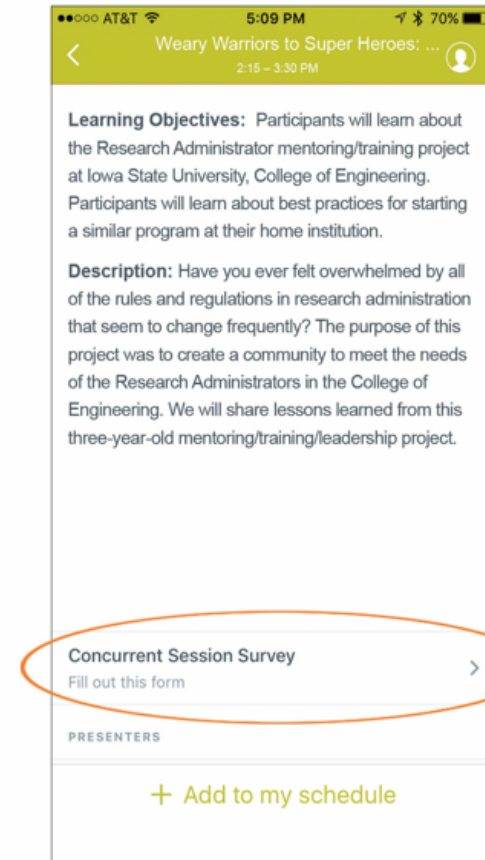 AT&T 5:09 PM 70%
Weary Warriors to Super Heroes: ...
2:15 – 3:30 PM
Learning Objectives: Participants will learn about
the Research Administrator mentoring/training project
at Iowa State University, College of Engineering.
Participants will learn about best practices for starting
a similar program at their home institution.
Description: Have you ever felt overwhelmed by all
of the rules and regulations in research administration
that seem to change frequently? The purpose of this
project was to create a community to meet the needs
of the Research Administrators in the College of
Engineering. We will share lessons learned from this
three-year-old mentoring/training/leadership project.
Concurrent Session Survey
Fill out this form
PRESENTERS
+ Add to my schedule